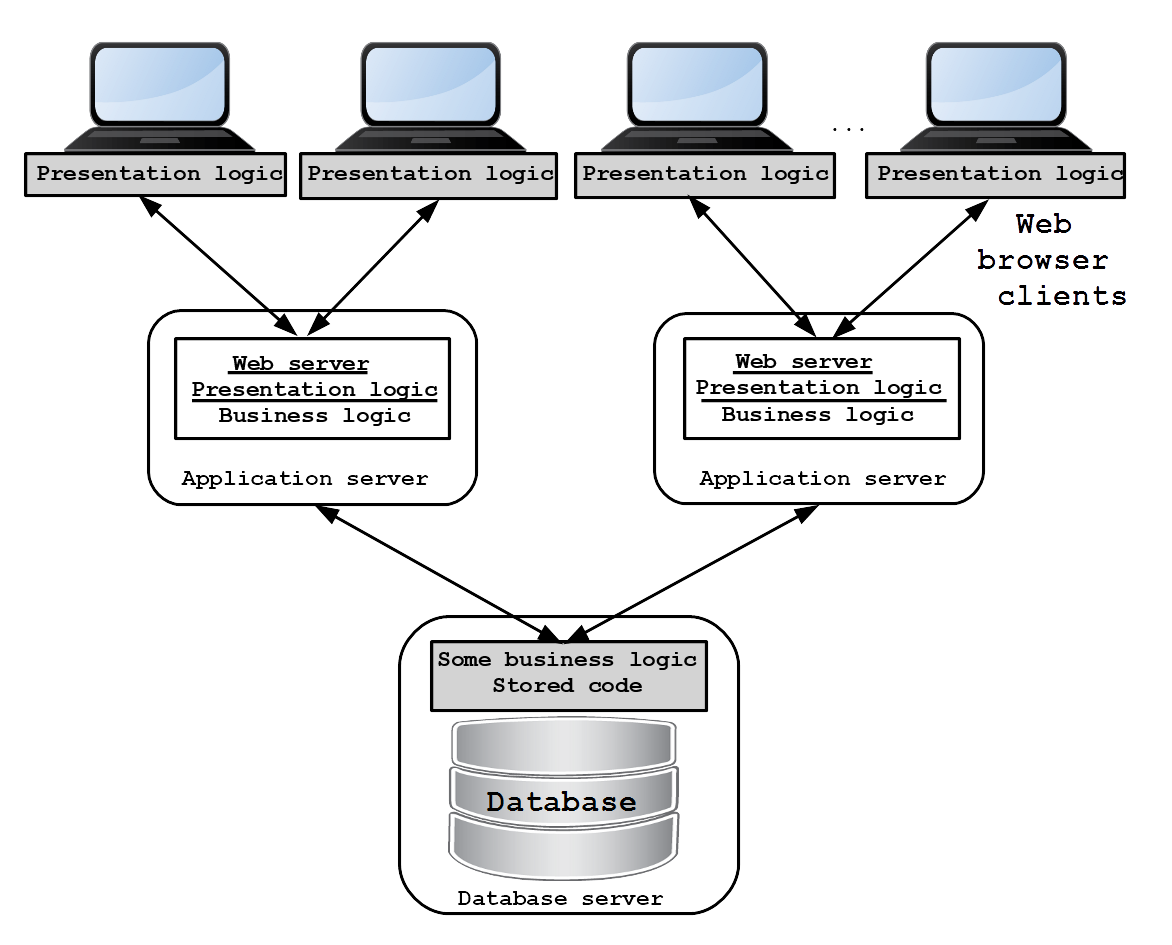 ...
Presentation logic
Presentation logic
Presentation logic
Presentation logic
Web
browser
clients
Web server
Presentation logic
Business logic
Application server
Web server
Presentation logic
Business logic
Application server
Some business logic
Stored code
Database
Database server